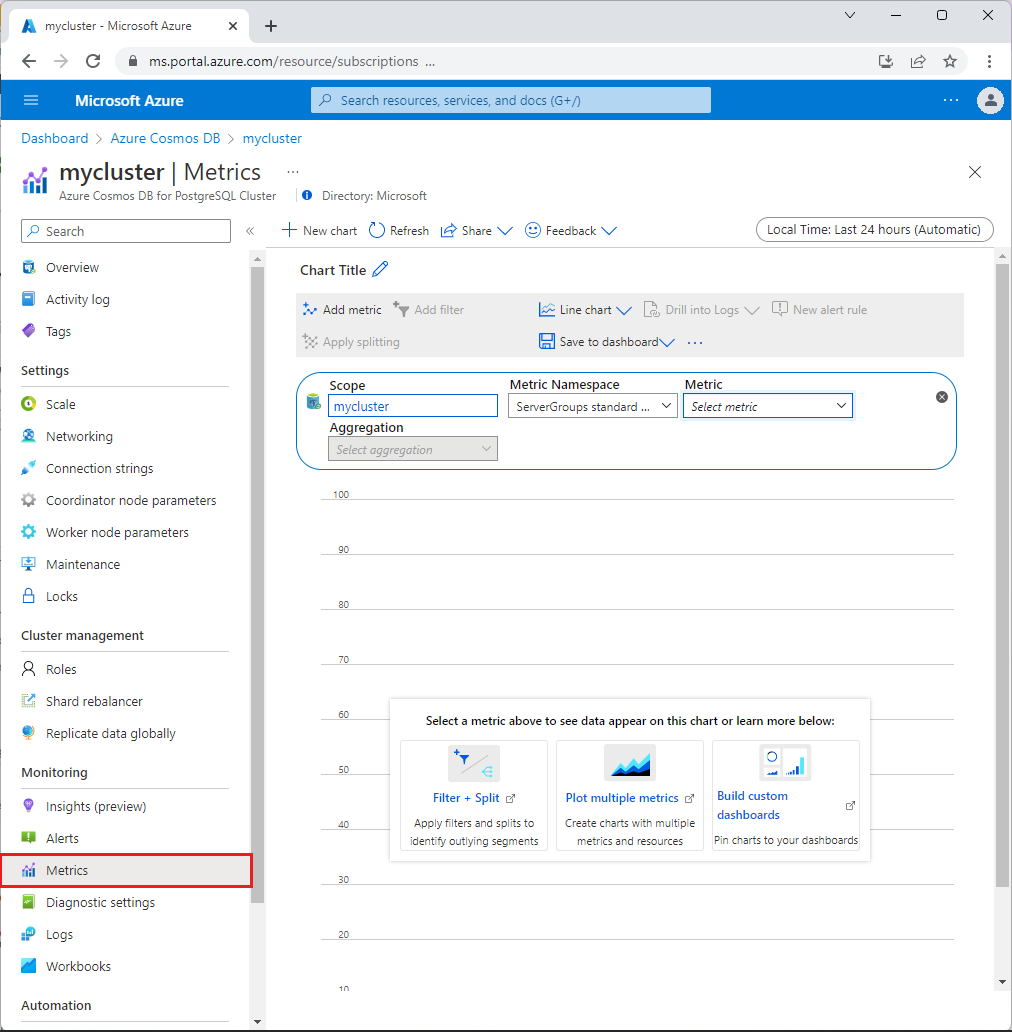 mycluster - Microsoft Azure
ms.portal.azure.com/resource/subscriptions ...
Microsoft Azure
Search resources, services, and docs (G+/)
Dashboard > Azure Cosmos DB > mycluster
mycluster | Metrics ...
Azure Cosmos DB for PostgreSQL Cluster
Directory: Microsoft
Search
Overview
Activity log
Tags
Settings
Scale
Networking
Connection strings
Coordinator node parameters
Worker node parameters
Maintenance
Locks
Cluster management
Roles
Shard rebalancer
Replicate data globally
Monitoring
Insights (preview)
Alerts
Metrics
Diagnostic settings
Logs
Workbooks
Automation
New chart Refresh Share Feedback
Local Time: Last 24 hours (Automatic)
Chart Title
Add metric Add filter Line chart Drill into Logs New alert rule
Apply splitting Save to dashboard ...
Scope Metric Namespace Metric
mycluster ServerGroups standard ... Select metric
Aggregation
Select aggregation
100
90
80
70
60
50
40
30
20
10
Select a metric above to see data appear on this chart or learn more below:
Filter + Split
Apply filters and splits to
identify outlying segments
Plot multiple metrics
Create charts with multiple
metrics and resources
Build custom
dashboards
Pin charts to your dashboards